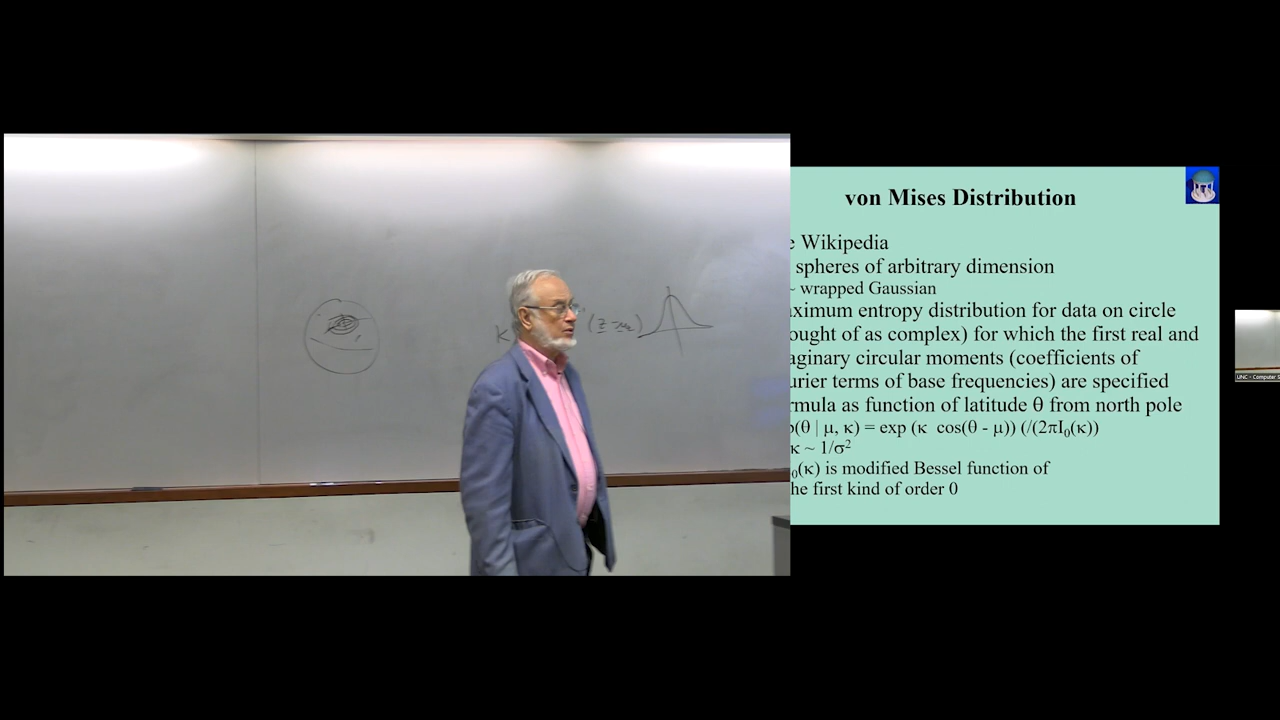 K (z-μ)
von Mises Distribution
e Wikipedia
spheres of arbitrary dimension
~ wrapped Gaussian
ximum entropy distribution for data on circle
ought of as complex) for which the first real and
aginary circular moments (coefficients of
urier terms of base frequencies) are specified
rmula as function of latitude θ from north pole
p(θ | μ, κ) = exp (κ cos(θ - μ)) (/(2πI₀(κ))
κ ~ 1/σ²
₀(κ) is modified Bessel function of
he first kind of order 0
UNC - Computer S